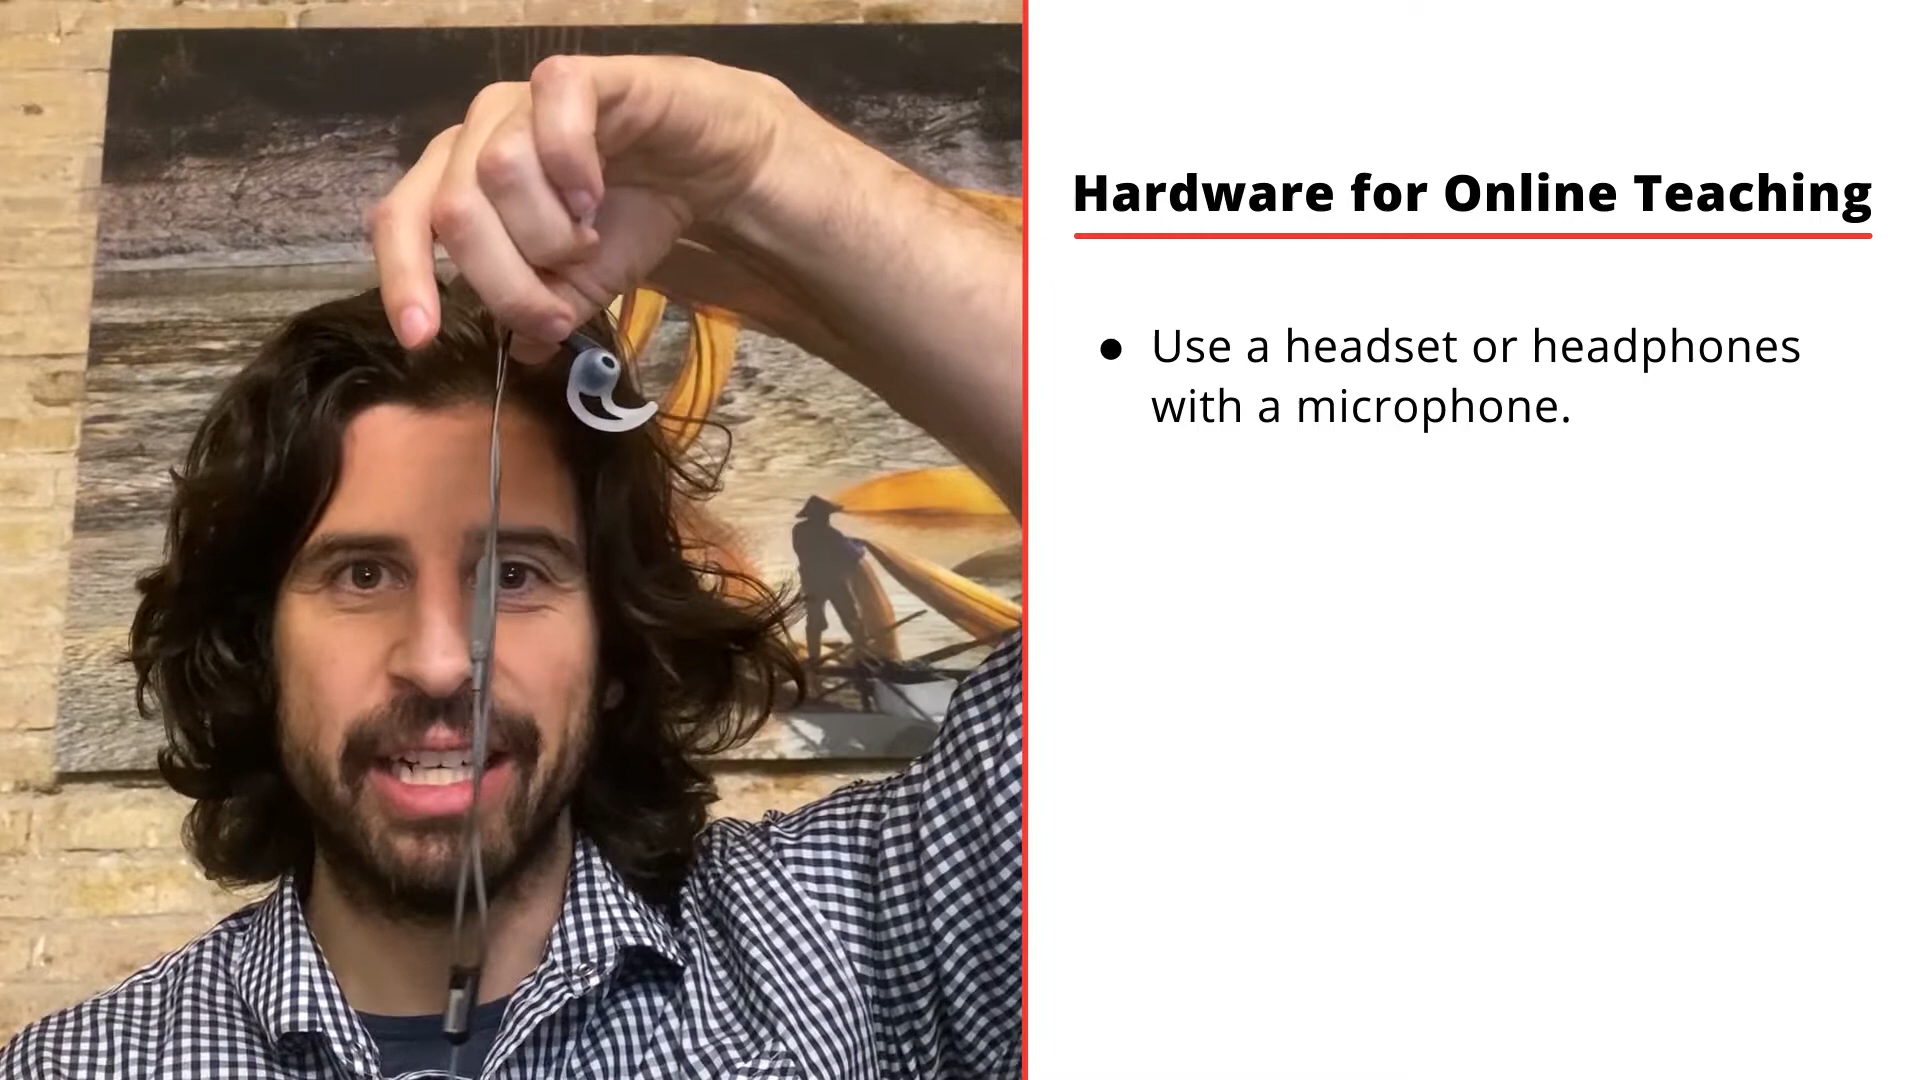 Hardware for Online Teaching
● Use a headset or headphones
with a microphone.